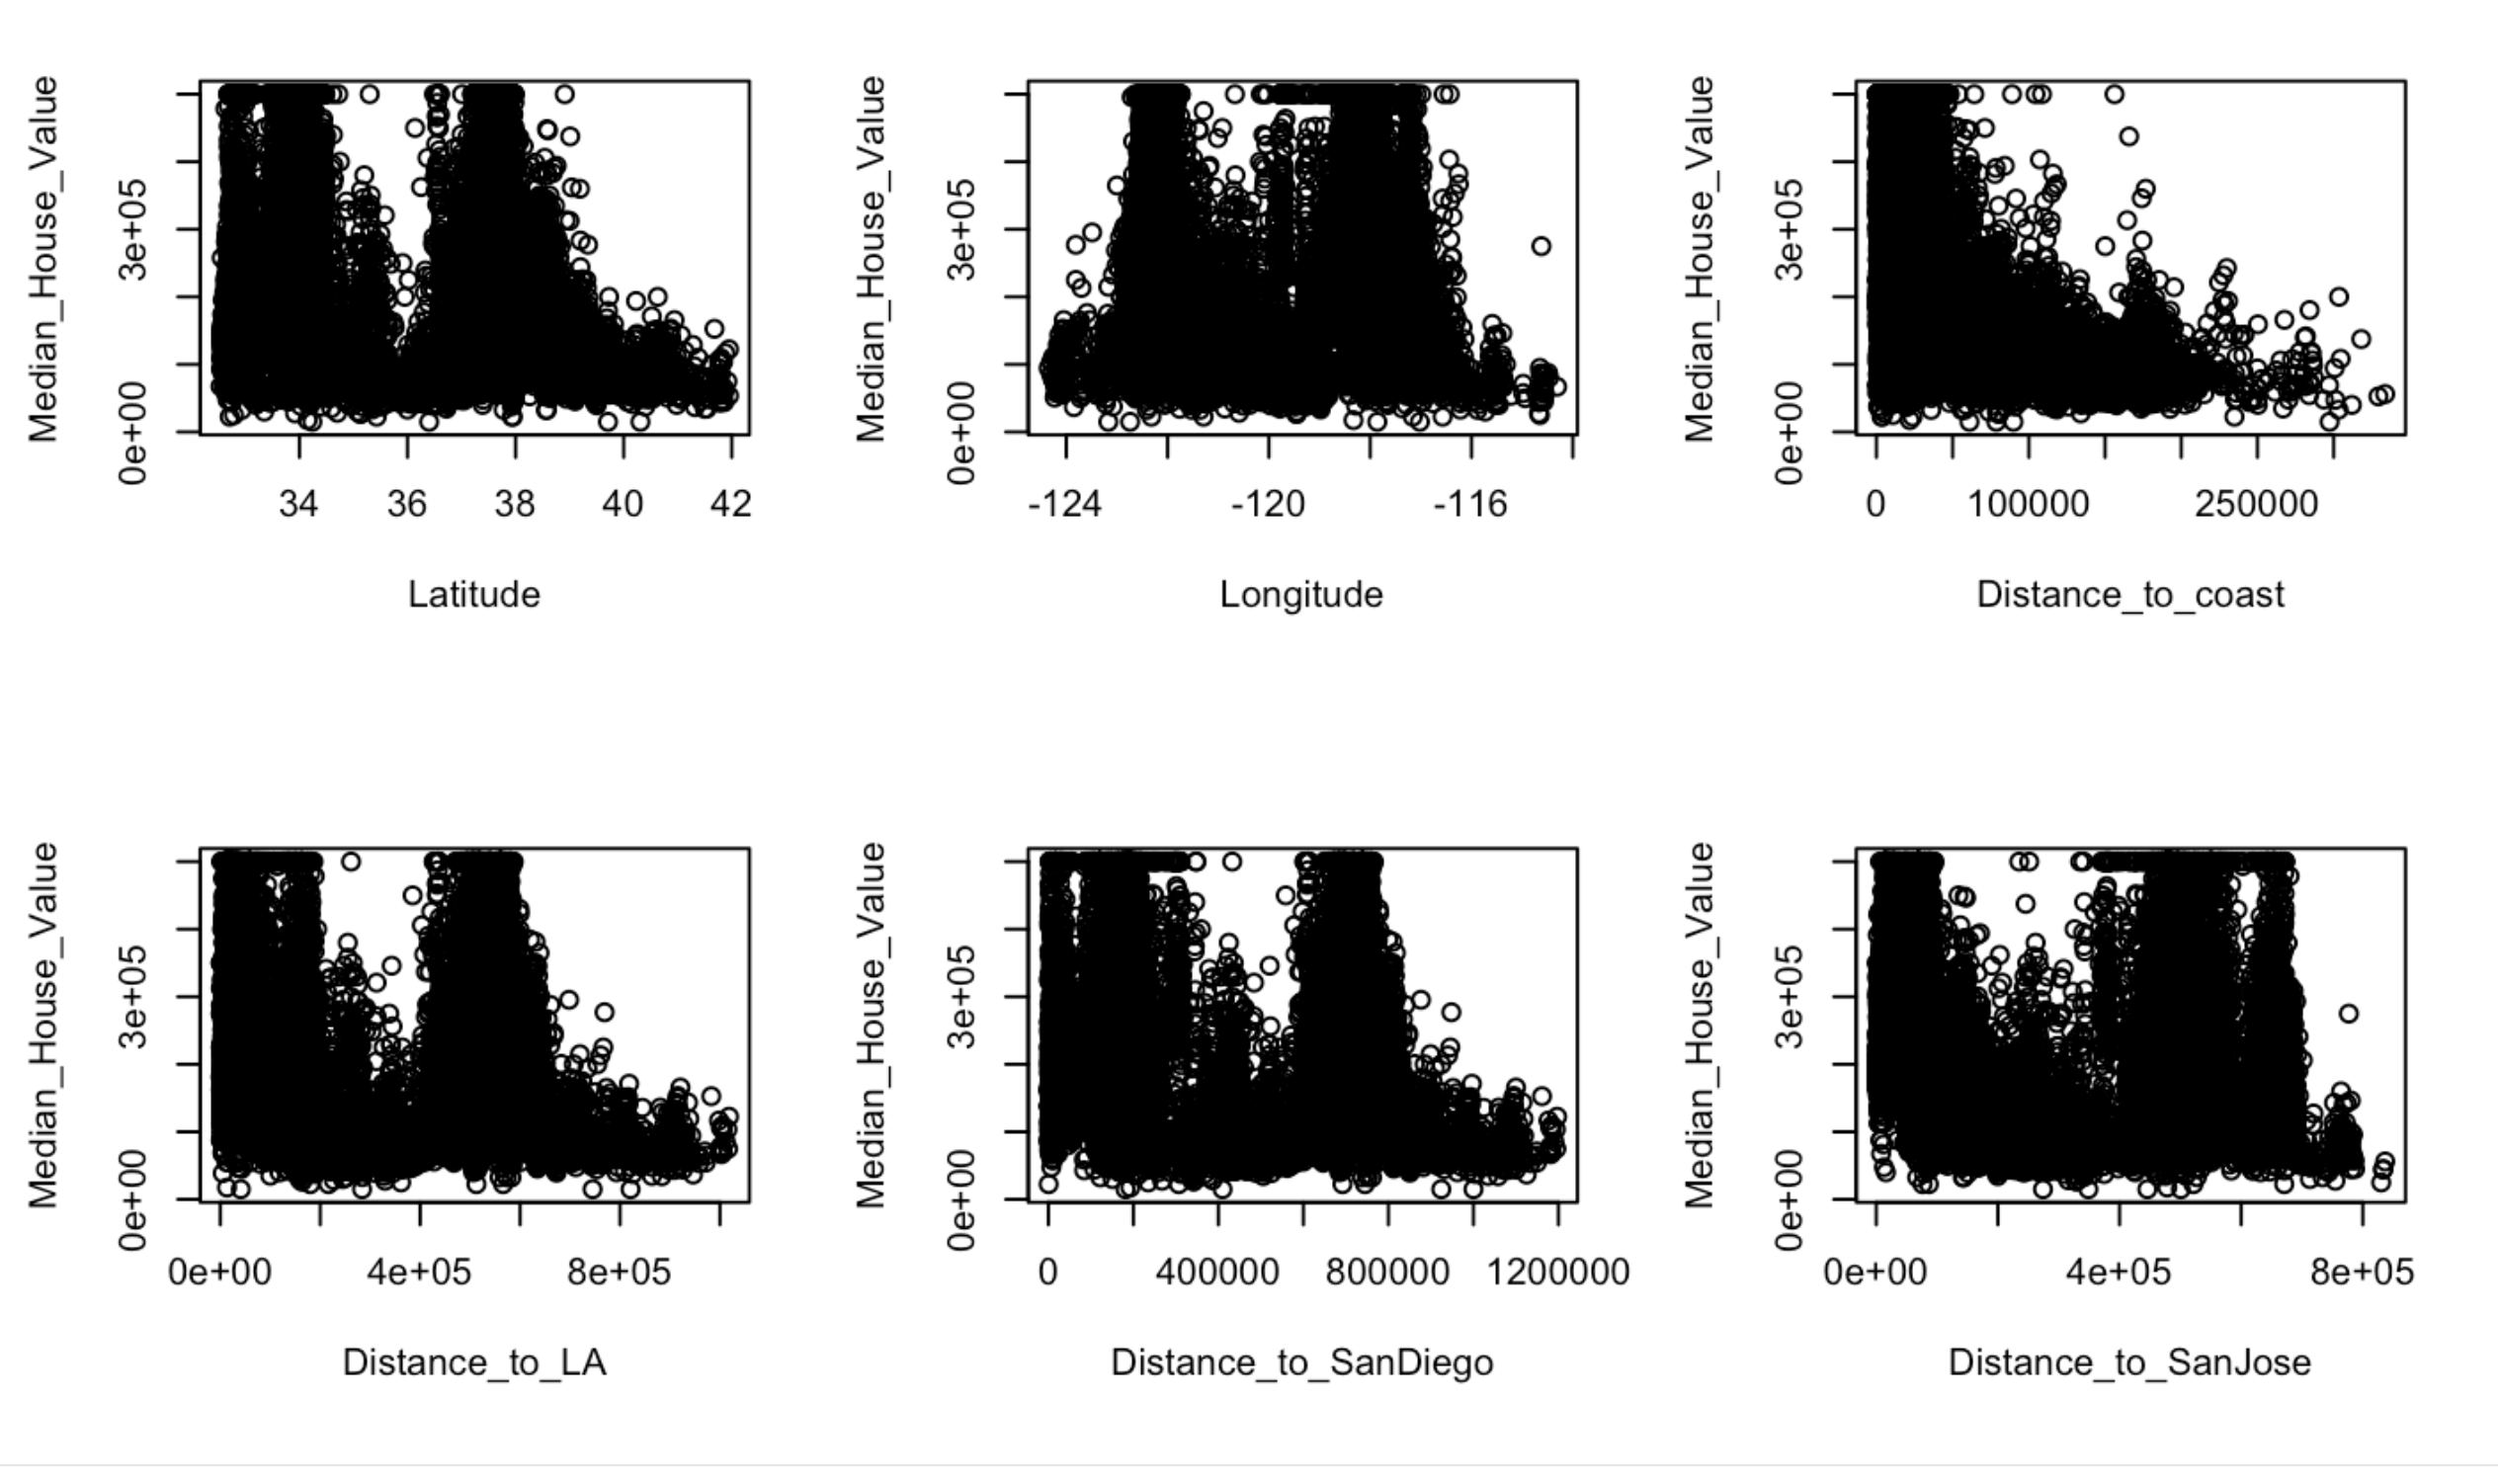 Median_House_Value
0e+00 3e+05
34 36 38 40 42
Latitude
Median_House_Value
0e+00 3e+05
-124 -120 -116
Longitude
Median_House_Value
0e+00 3e+05
0 100000 250000
Distance_to_coast
Median_House_Value
0e+00 3e+05
0e+00 4e+05 8e+05
Distance_to_LA
Median_House_Value
0e+00 3e+05
0 400000 800000 1200000
Distance_to_SanDiego
Median_House_Value
0e+00 3e+05
0e+00 4e+05 8e+05
Distance_to_SanJose